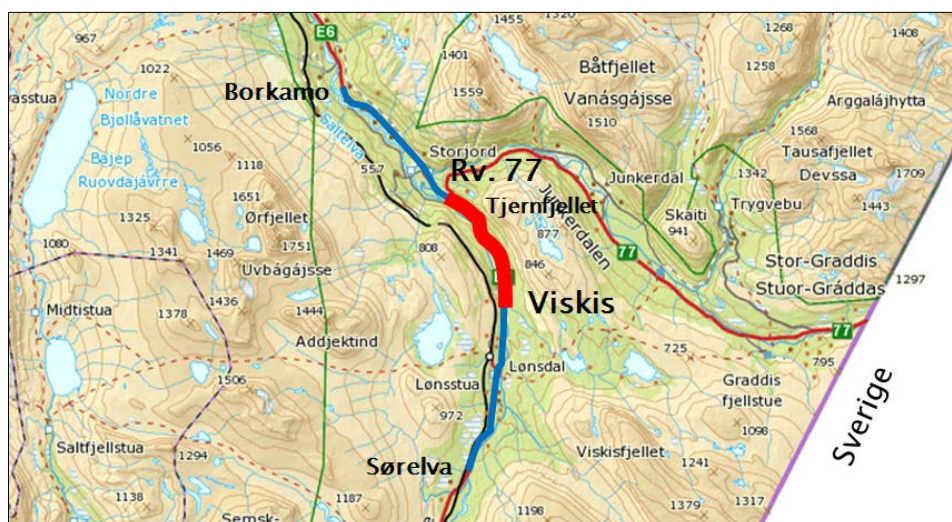 E6
1455
1320
967
1022
1401
Båtfjellet
1258
1408
vasstua
Nordre
Borkamo
Vanásgájsse
Arggalájhytta
Bjøllåvatnet
1559
1510
1056
Saltelva
1568
Bajep
1118
557
Storjord
Tausafjellet
Ruovdajávrre
Rv. 77
Junkerdal
1342
Devssa
1709
1651
Tjernfjellet
Trygvebu
1325
Ørfjellet
Skaiti
1443
1469
877
Junkerdalen
941
1080
1341
1751
808
77
Stor-Graddis
Uvbágájsse
846
1297
Stuor-Gráddas
1436
Midtistua
1378
1444
Viskis
77
Addjektind
725
795
Lønsdal
1506
Lønsstua
Graddis
fjellstue
972
Sverige
1098
Saltfjellstua
1294
Sørelva
Viskisfjellet
1241
1138
1187
1317
1379
Semsk-
1198